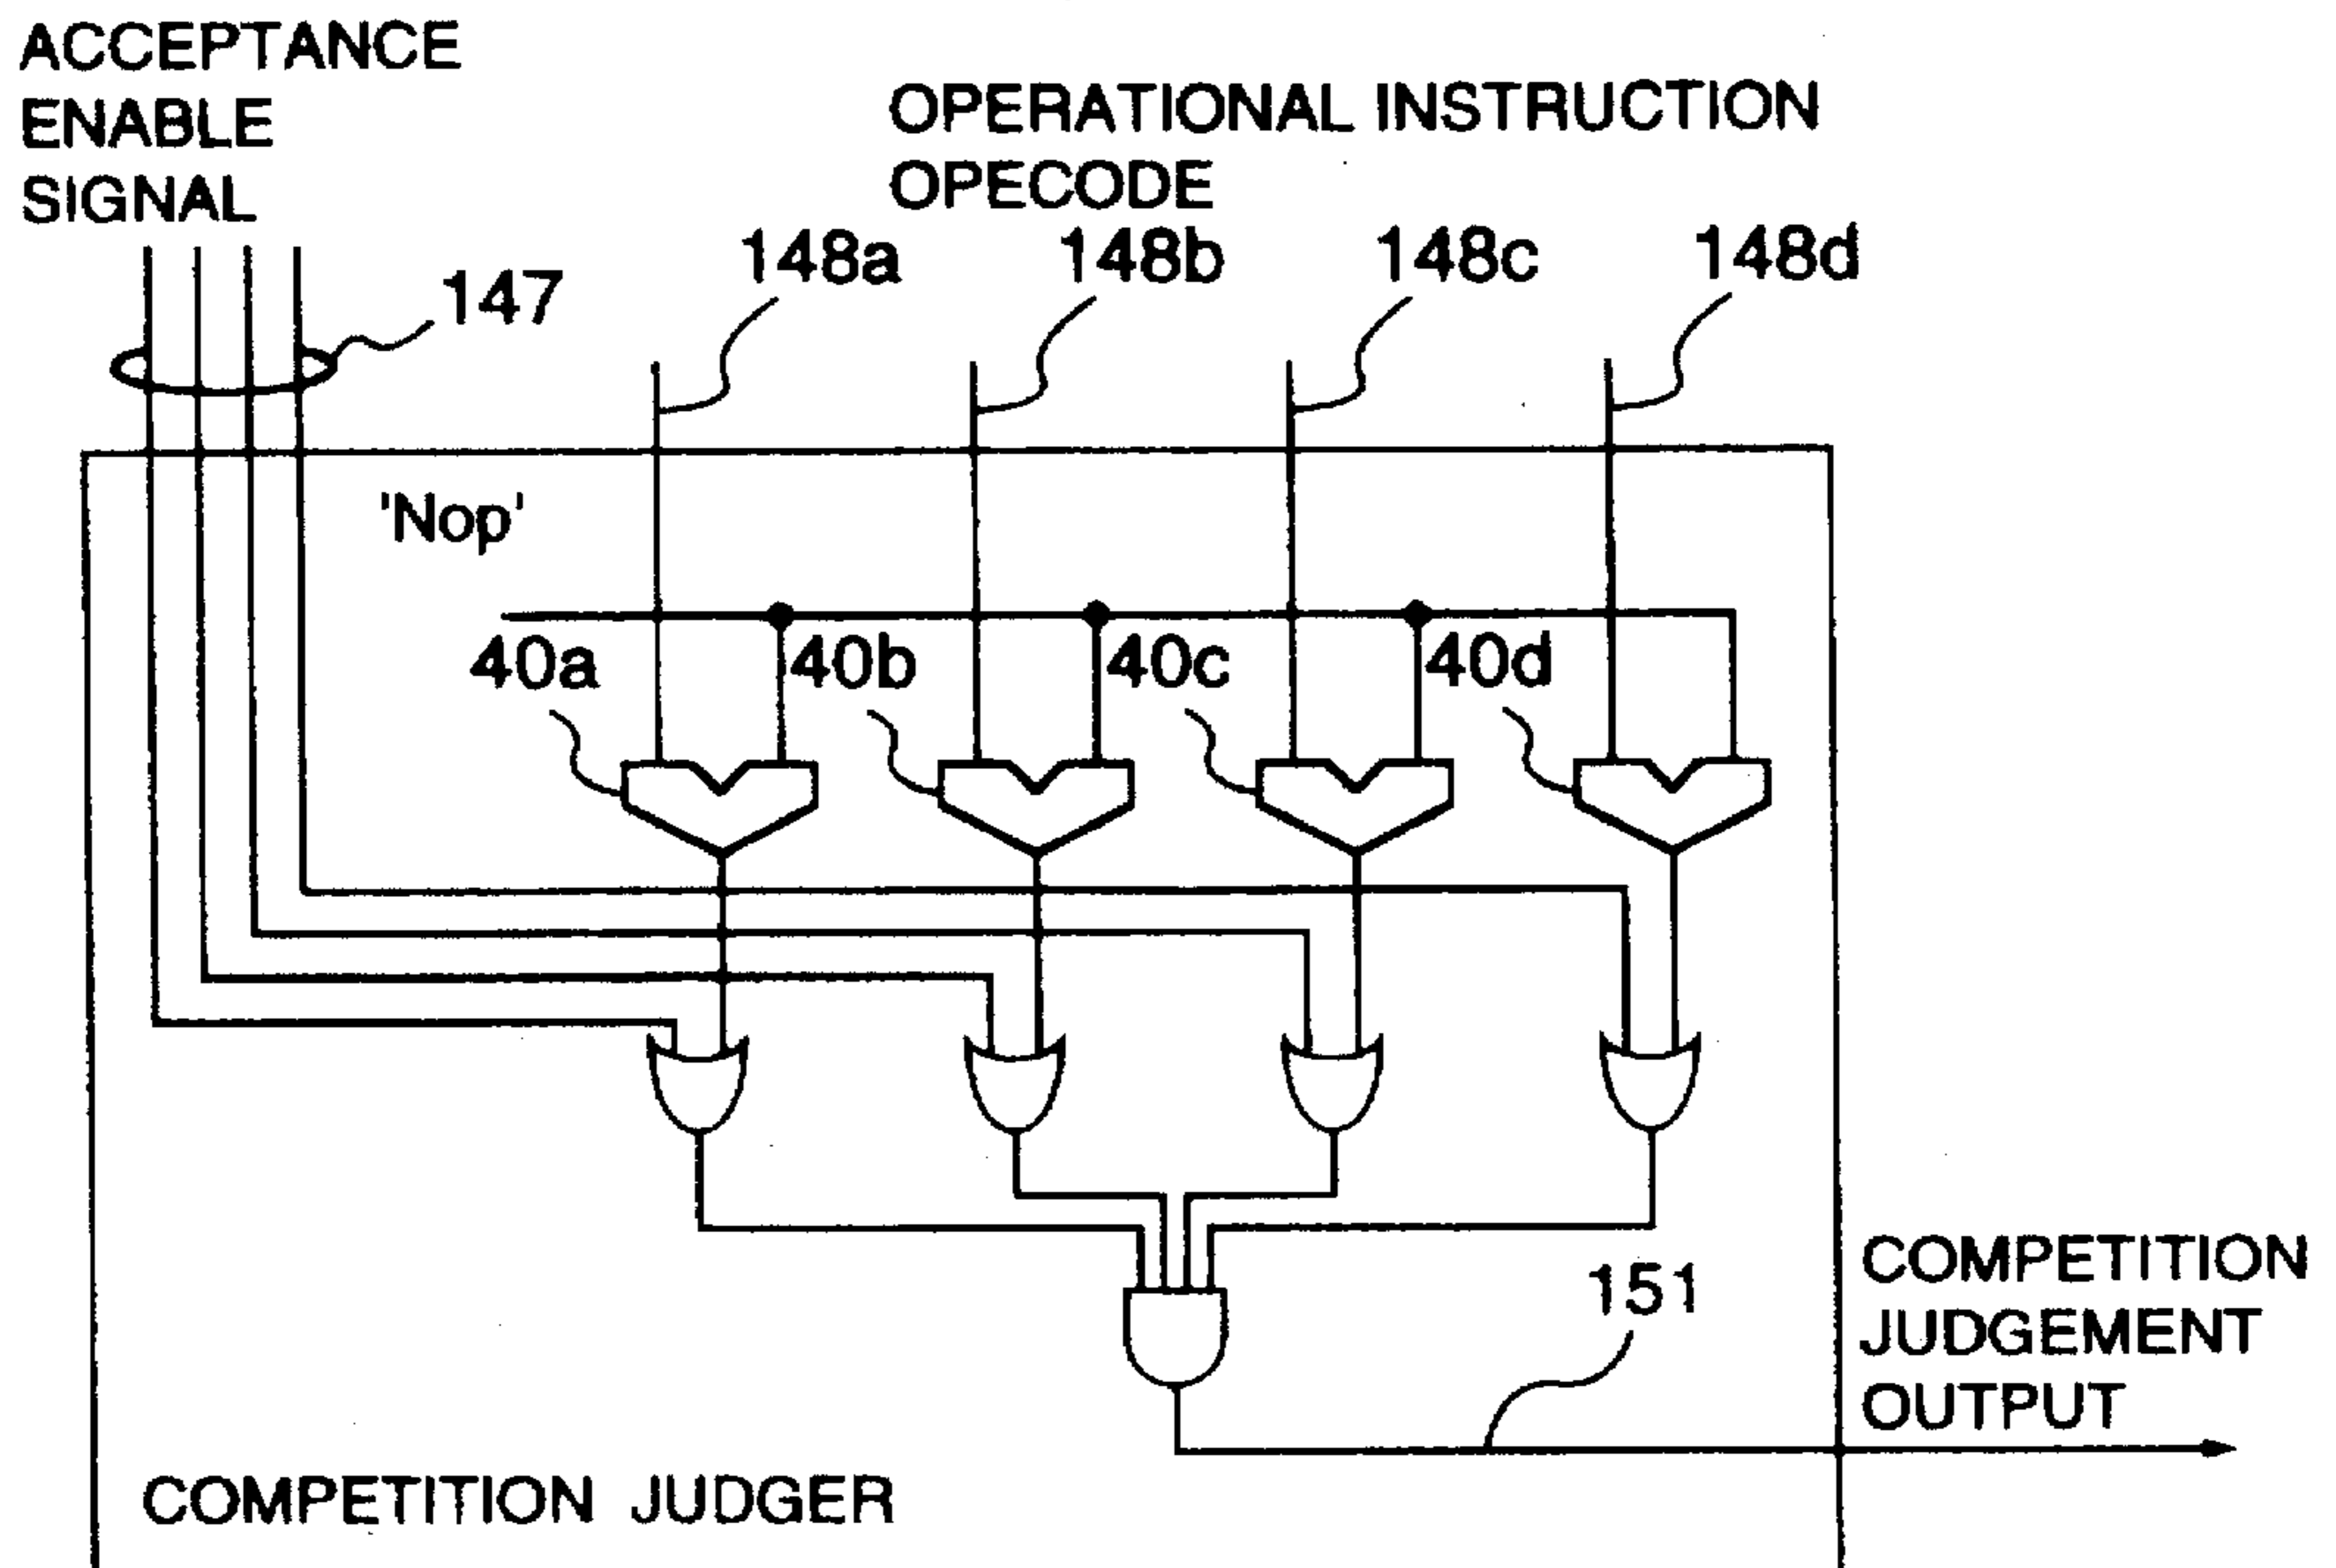 ACCEPTANCE
ENABLE
SIGNAL
OPERATIONAL INSTRUCTION
OPECODE
147
148a
148b
148c
148d
'Nop'
40a
40b
40c
40d
151
COMPETITION
JUDGEMENT
OUTPUT
COMPETITION JUDGER